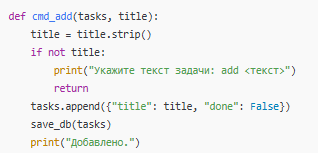 def cmd_add(tasks, title):
    title = title.strip()
    if not title:
        print("Укажите текст задачи: add <текст>")
        return
    tasks.append({"title": title, "done": False})
    save_db(tasks)
    print("Добавлено.")